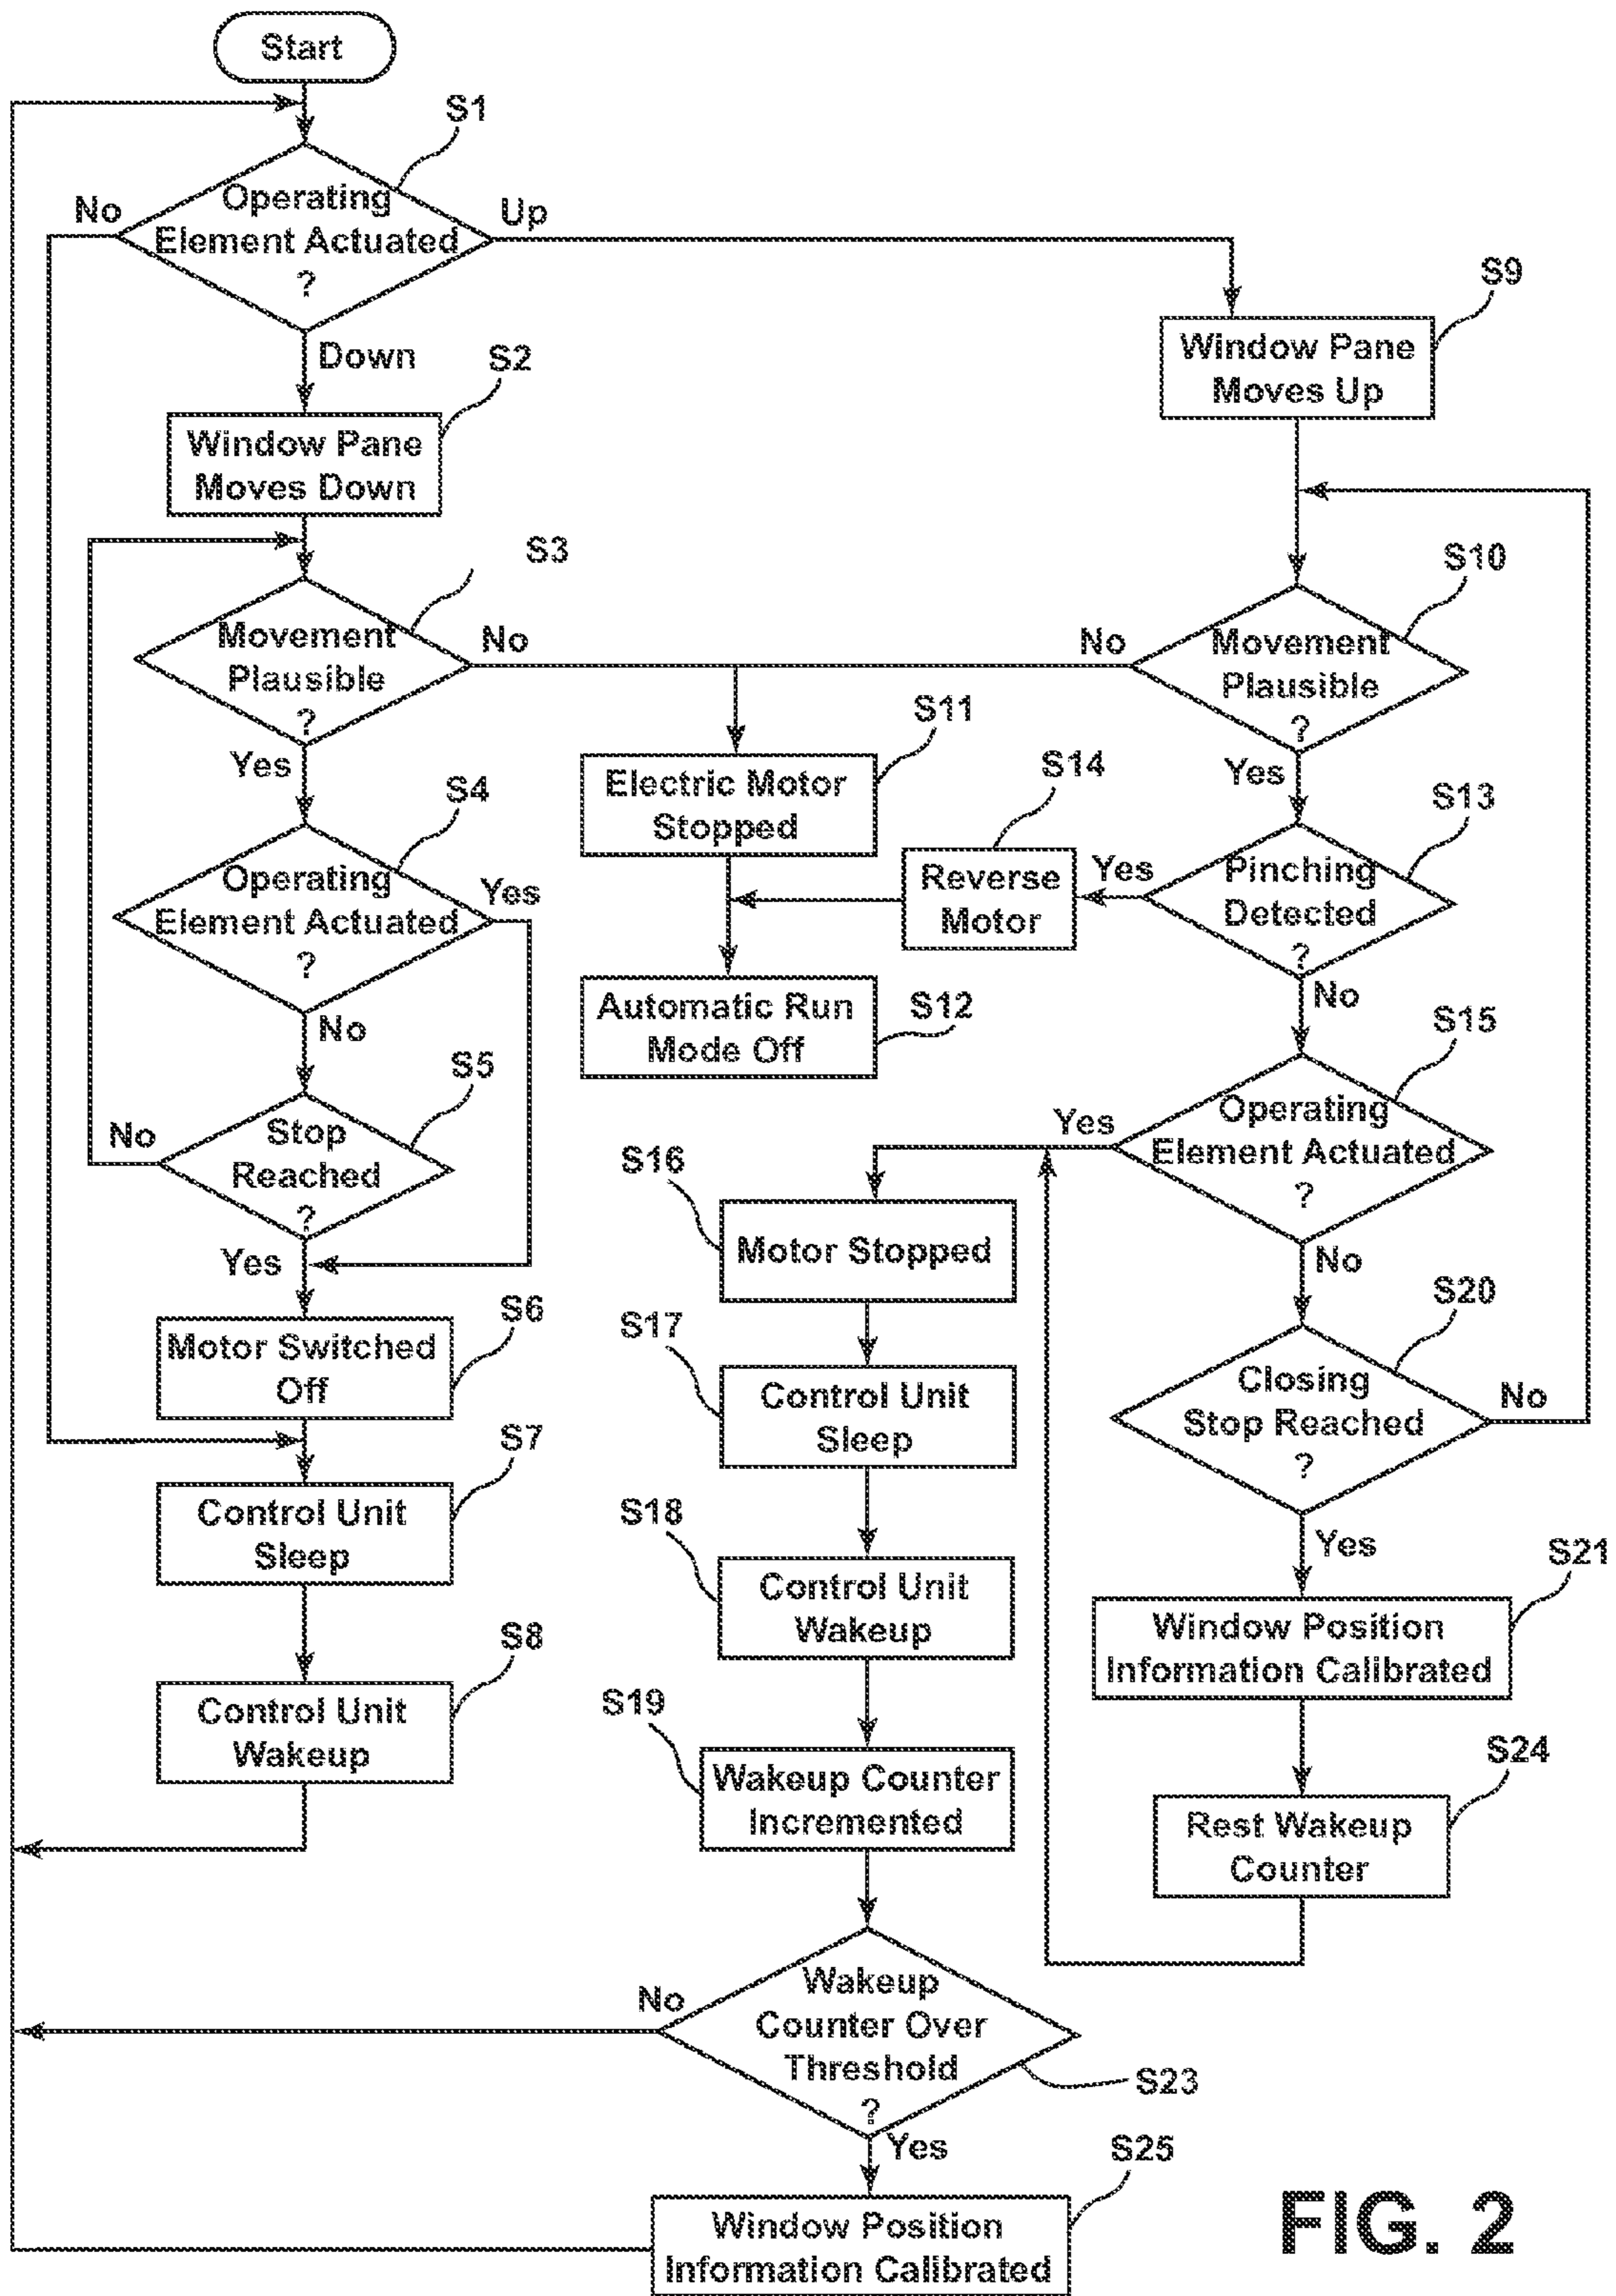 Start
S1
Operating
Element Actuated
?
No
Up
Down
S2
Window Pane
Moves Down
S9
Window Pane
Moves Up
S3
Movement
Plausible
?
No
Yes
S10
Movement
Plausible
?
No
Yes
S11
Electric Motor
Stopped
S14
Reverse
Motor
S13
Pinching
Detected
?
Yes
No
S4
Operating
Element Actuated
?
Yes
No
S12
Automatic Run
Mode Off
S5
Stop
Reached
?
No
Yes
S15
Operating
Element Actuated
?
Yes
No
S16
Motor Stopped
S6
Motor Switched
Off
S17
Control Unit
Sleep
S20
Closing
Stop Reached
?
No
Yes
S7
Control Unit
Sleep
S18
Control Unit
Wakeup
S21
Window Position
Information Calibrated
S8
Control Unit
Wakeup
S19
Wakeup Counter
Incremented
S24
Rest Wakeup
Counter
Wakeup
Counter Over
Threshold
?
No
S23
Yes
S25
Window Position
Information Calibrated
FIG. 2